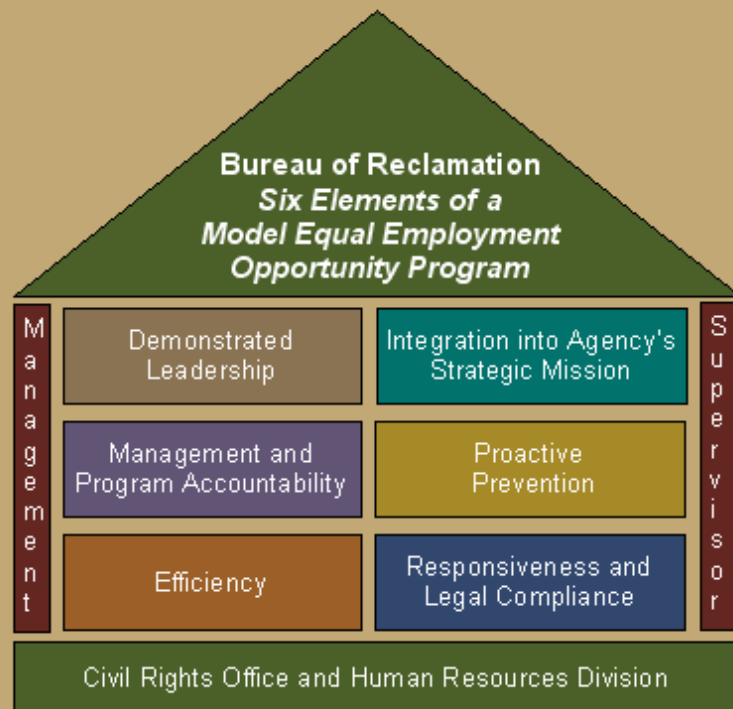 Bureau of Reclamation
Six Elements of a
Model Equal Employment
Opportunity Program
Management
Demonstrated
Leadership
Integration into Agency's
Strategic Mission
Supervisor
Management and
Program Accountability
Proactive
Prevention
Efficiency
Responsiveness and
Legal Compliance
Civil Rights Office and Human Resources Division